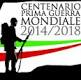 CENTENARIO
PRIMA GUERRA
MONDIALE
2014/2018